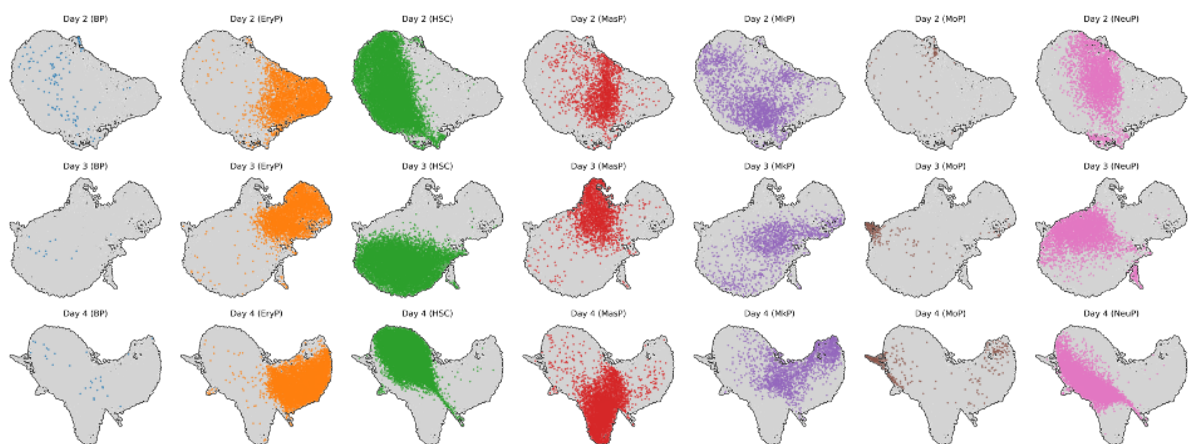 Day 2 (BP) Day 2 (EryP) Day 2 (HSC) Day 2 (MasP) Day 2 (MkP) Day 2 (MoP) Day 2 (NeuP)
Day 3 (BP) Day 3 (EryP) Day 3 (HSC) Day 3 (MasP) Day 3 (MkP) Day 3 (MoP) Day 3 (NeuP)
Day 4 (BP) Day 4 (EryP) Day 4 (HSC) Day 4 (MasP) Day 4 (MkP) Day 4 (MoP) Day 4 (NeuP)